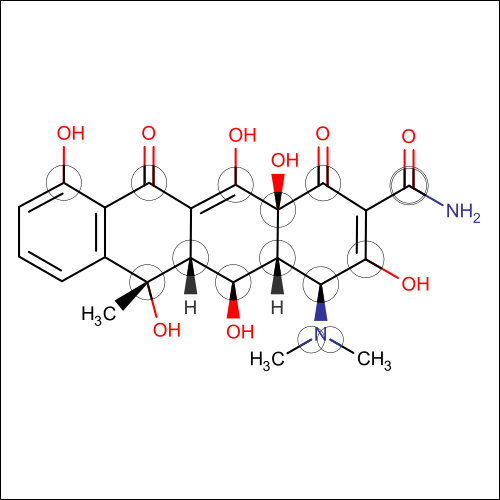 OH O OH OH O O
NH₂
OH
H₃C OH H OH H
N
H₃C CH₃